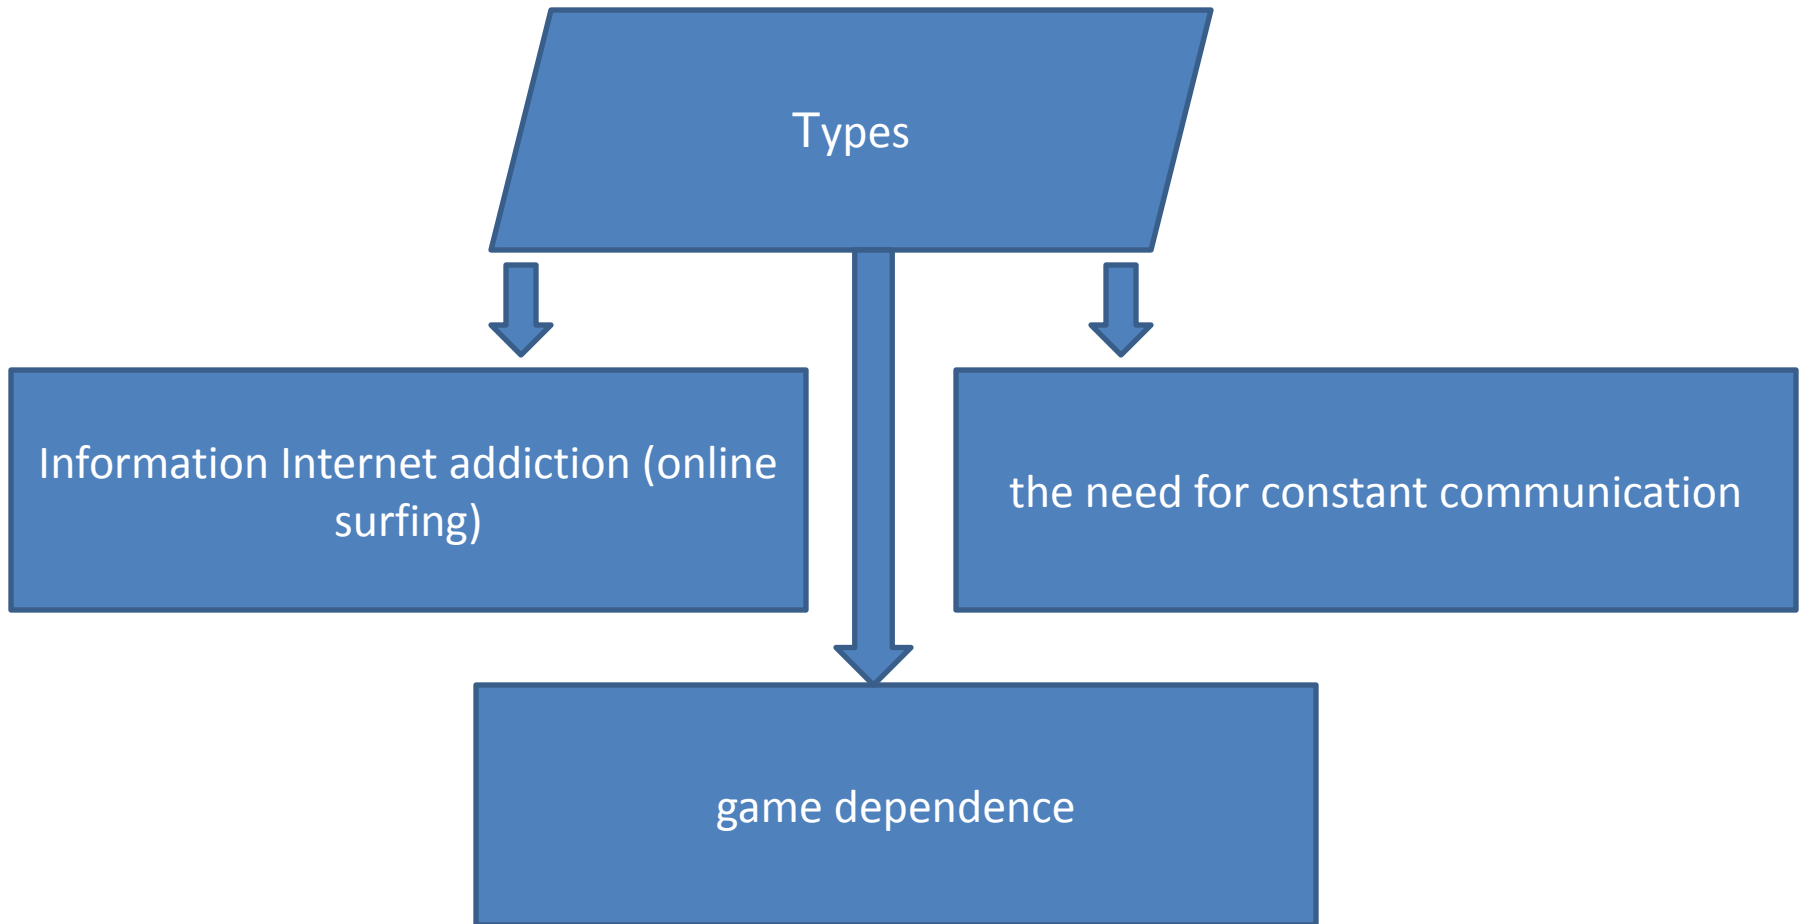 Types
Information Internet addiction (online
surfing)
the need for constant communication
game dependence